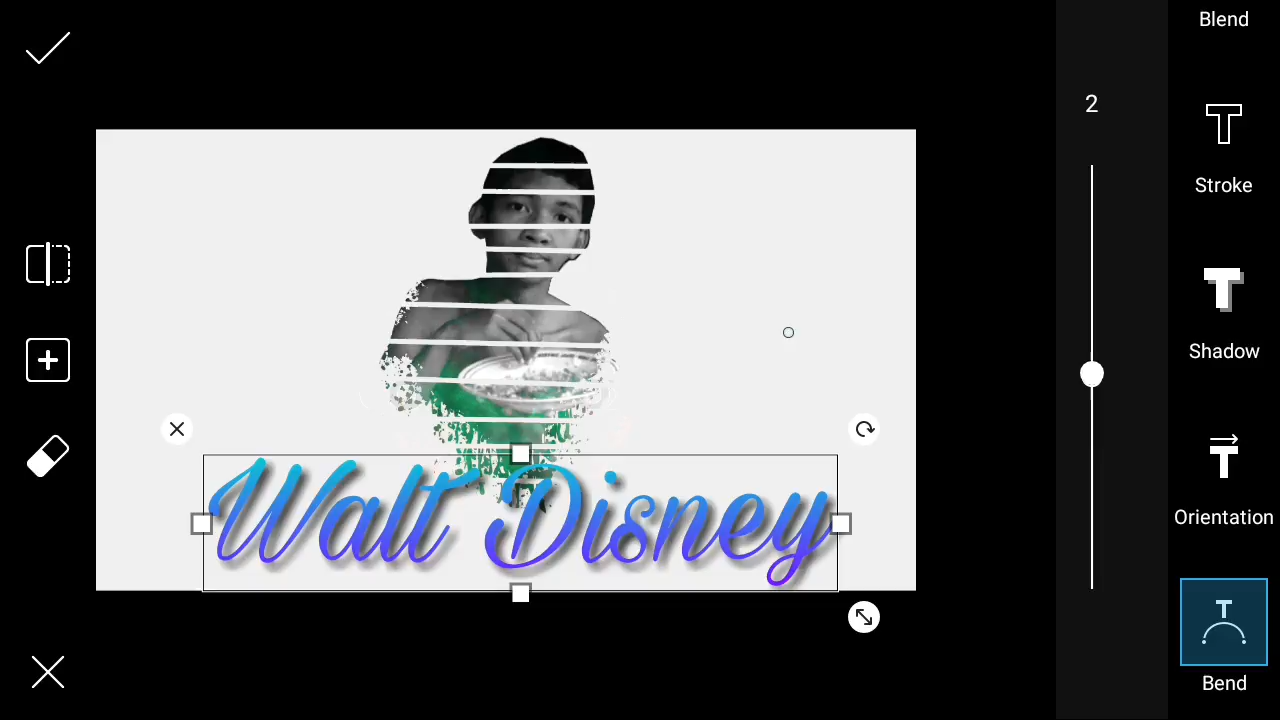 Blend
2
Stroke
Shadow
Orientation
Walt Disney
Bend